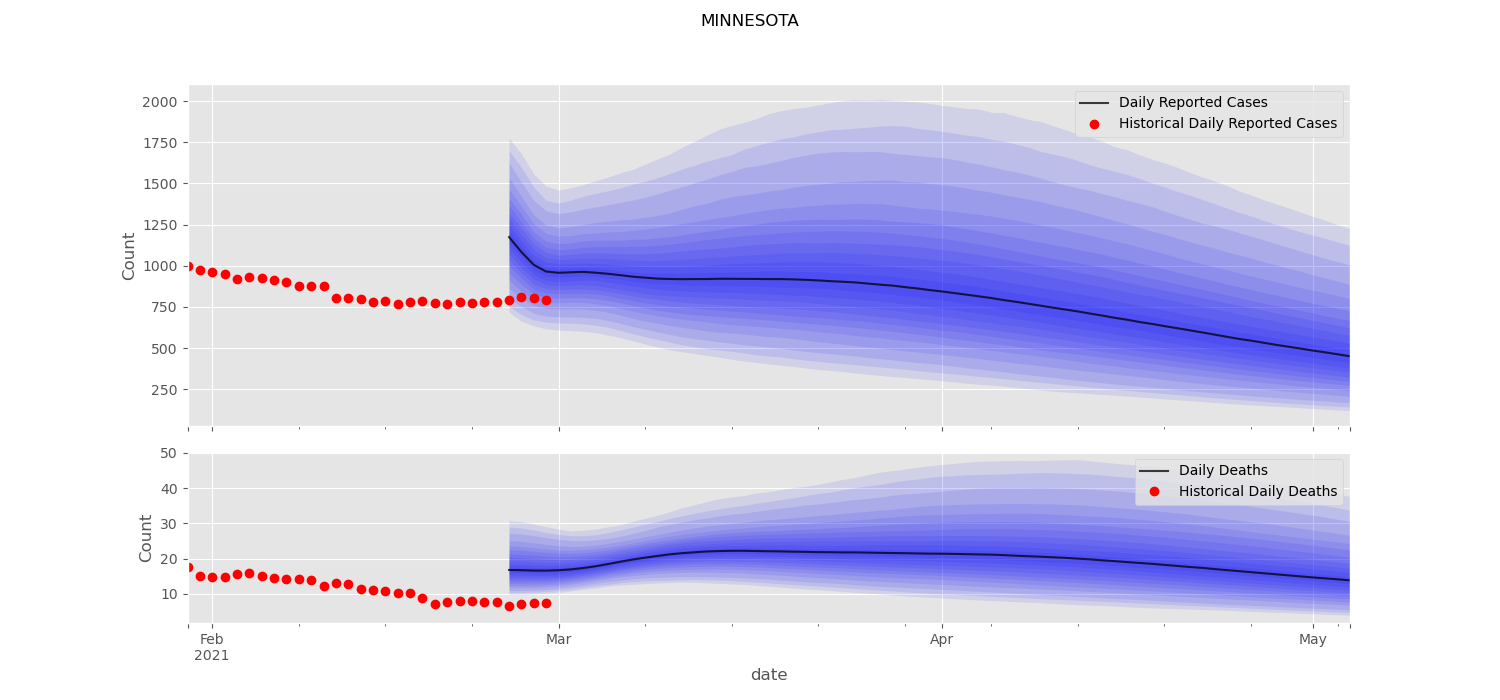 MINNESOTA
2000
1750
1500
1250
1000
750
500
250
Count
Daily Reported Cases
Historical Daily Reported Cases
50
40
30
20
10
Count
Daily Deaths
Historical Daily Deaths
Feb
2021
Mar
Apr
May
date